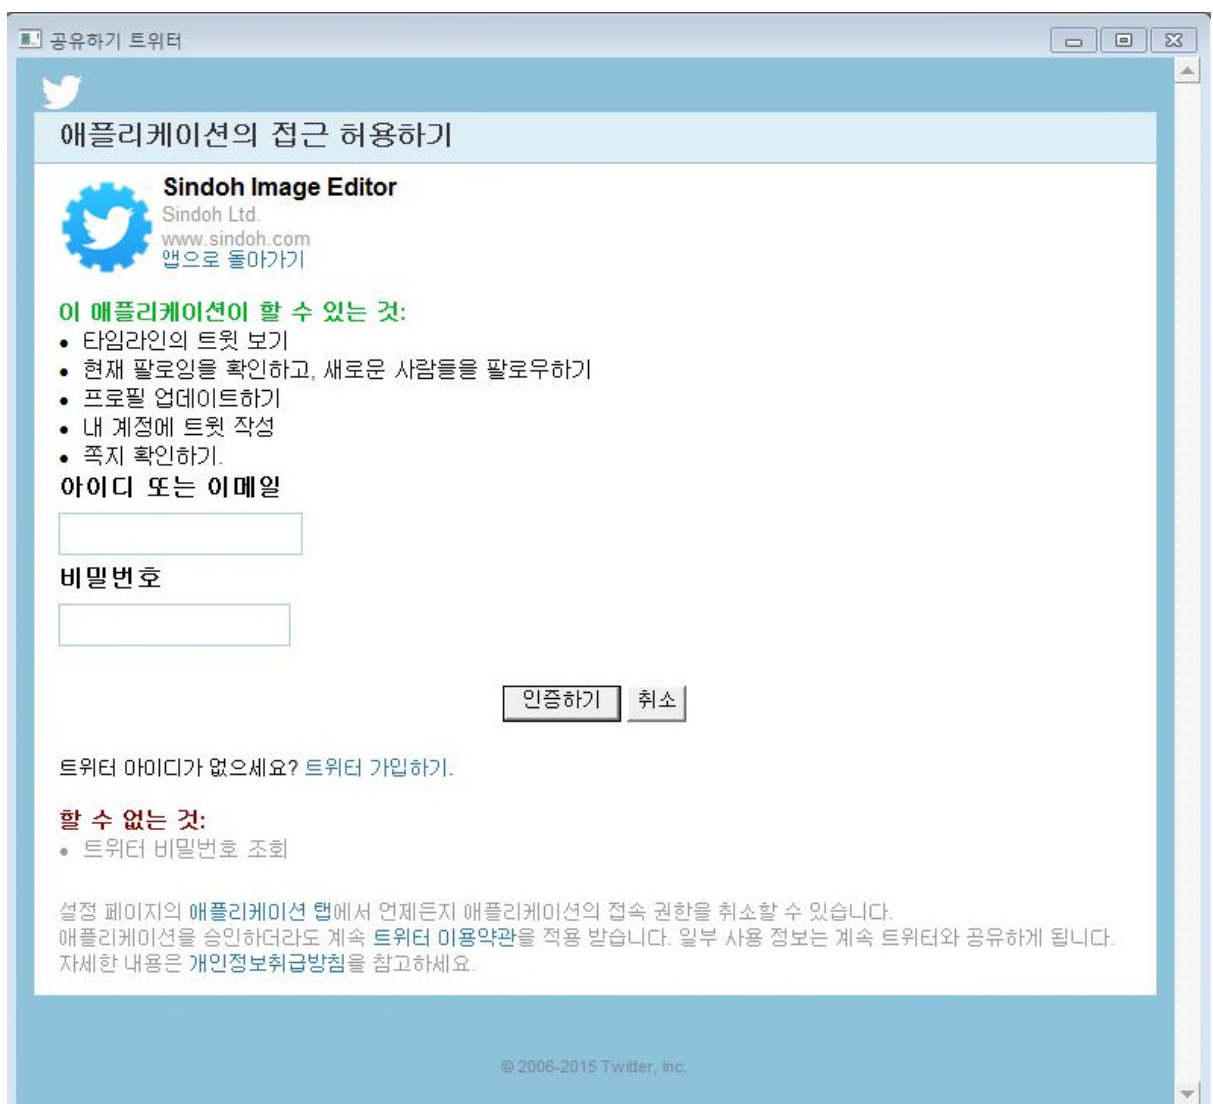 공유하기 트위터
애플리케이션의 접근 허용하기
Sindoh Image Editor
Sindoh Ltd.
www.sindoh.com
앱으로 돌아가기
이 애플리케이션이 할 수 있는 것:
• 타임라인의 트윗 보기
• 현재 팔로잉을 확인하고, 새로운 사람들을 팔로우하기
• 프로필 업데이트하기
• 내 계정에 트윗 작성
• 쪽지 확인하기.
아이디 또는 이메일
비밀번호
인증하기 취소
트위터 아이디가 없으세요? 트위터 가입하기.
할 수 없는 것:
• 트위터 비밀번호 조회
설정 페이지의 애플리케이션 탭에서 언제든지 애플리케이션의 접속 권한을 취소할 수 있습니다.
애플리케이션을 승인하더라도 계속 트위터 이용약관을 적용 받습니다. 일부 사용 정보는 계속 트위터와 공유하게 됩니다.
자세한 내용은 개인정보취급방침을 참고하세요.
© 2006-2015 Twitter, Inc.